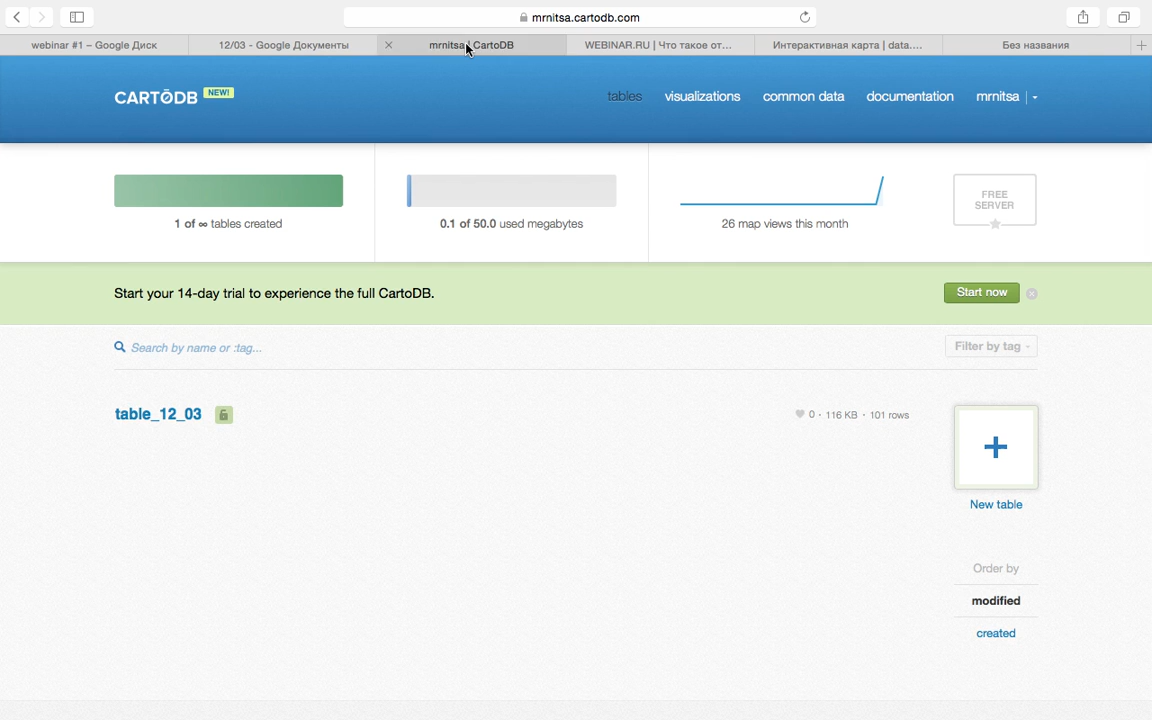 mrnitsa.cartodb.com
webinar #1 – Google Диск
12/03 - Google Документы
mrnitsa | CartoDB
WEBINAR.RU | Что такое от...
Интерактивная карта | data....
Без названия
CARTODB NEW!
tables
visualizations
common data
documentation
mrnitsa
1 of ∞ tables created
0.1 of 50.0 used megabytes
26 map views this month
FREE
SERVER
Start your 14-day trial to experience the full CartoDB.
Start now
Search by name or :tag...
Filter by tag
table_12_03
0 · 116 KB · 101 rows
New table
Order by
modified
created